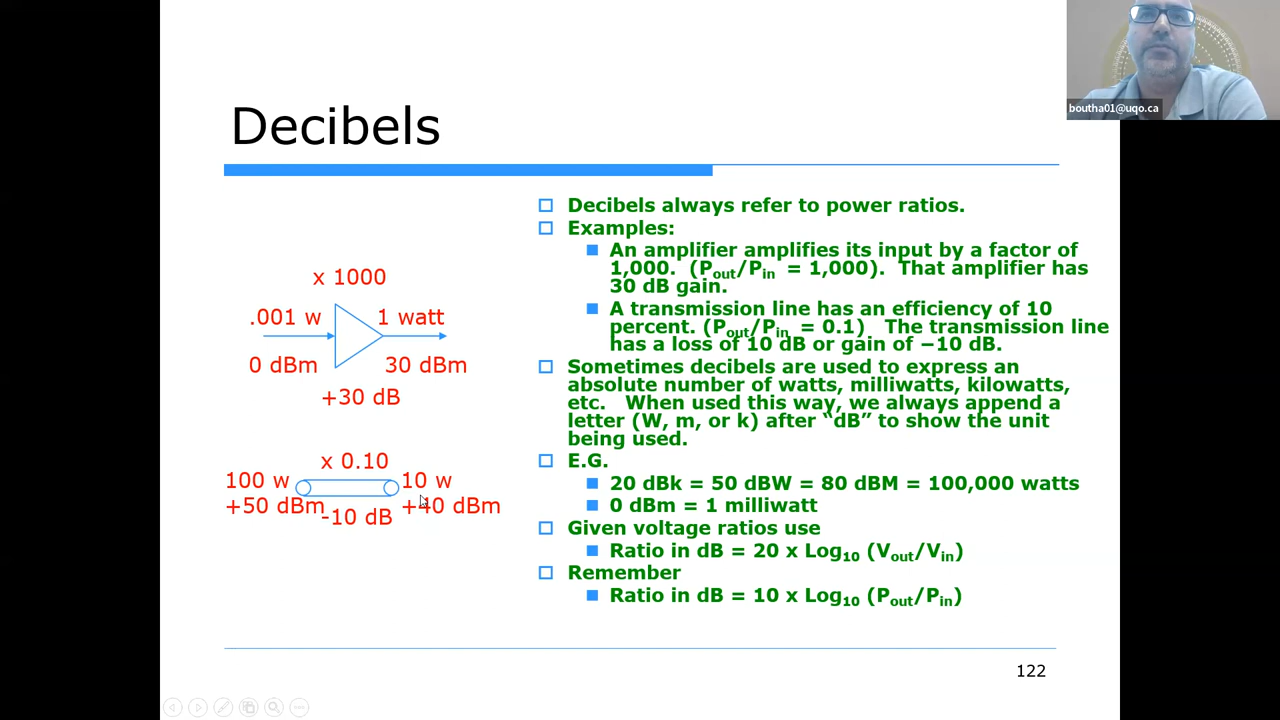 boutha01@uqo.ca
Decibels
x 1000
.001 w
1 watt
0 dBm
30 dBm
+30 dB
x 0.10
100 w
10 w
+50 dBm
+40 dBm
-10 dB
Decibels always refer to power ratios.
Examples:
An amplifier amplifies its input by a factor of
1,000. (Pout/Pin = 1,000). That amplifier has
30 dB gain.
A transmission line has an efficiency of 10
percent. (Pout/Pin = 0.1) The transmission line
has a loss of 10 dB or gain of −10 dB.
Sometimes decibels are used to express an
absolute number of watts, milliwatts, kilowatts,
etc. When used this way, we always append a
letter (W, m, or k) after “dB” to show the unit
being used.
E.G.
20 dBk = 50 dBW = 80 dBM = 100,000 watts
0 dBm = 1 milliwatt
Given voltage ratios use
Ratio in dB = 20 x Log10 (Vout/Vin)
Remember
Ratio in dB = 10 x Log10 (Pout/Pin)
122